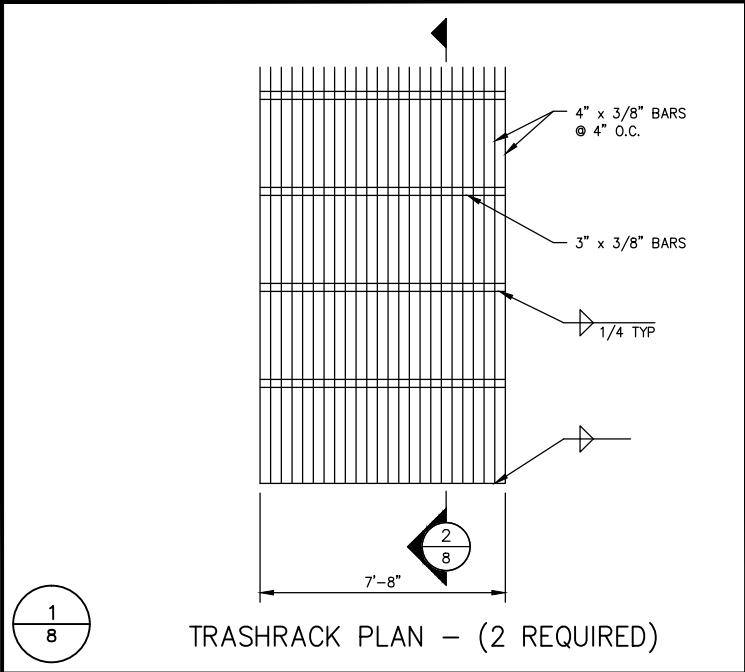 4" x 3/8" BARS
@ 4" O.C.
3" x 3/8" BARS
1/4 TYP
2
8
7'-8"
1
8
TRASHRACK PLAN - (2 REQUIRED)